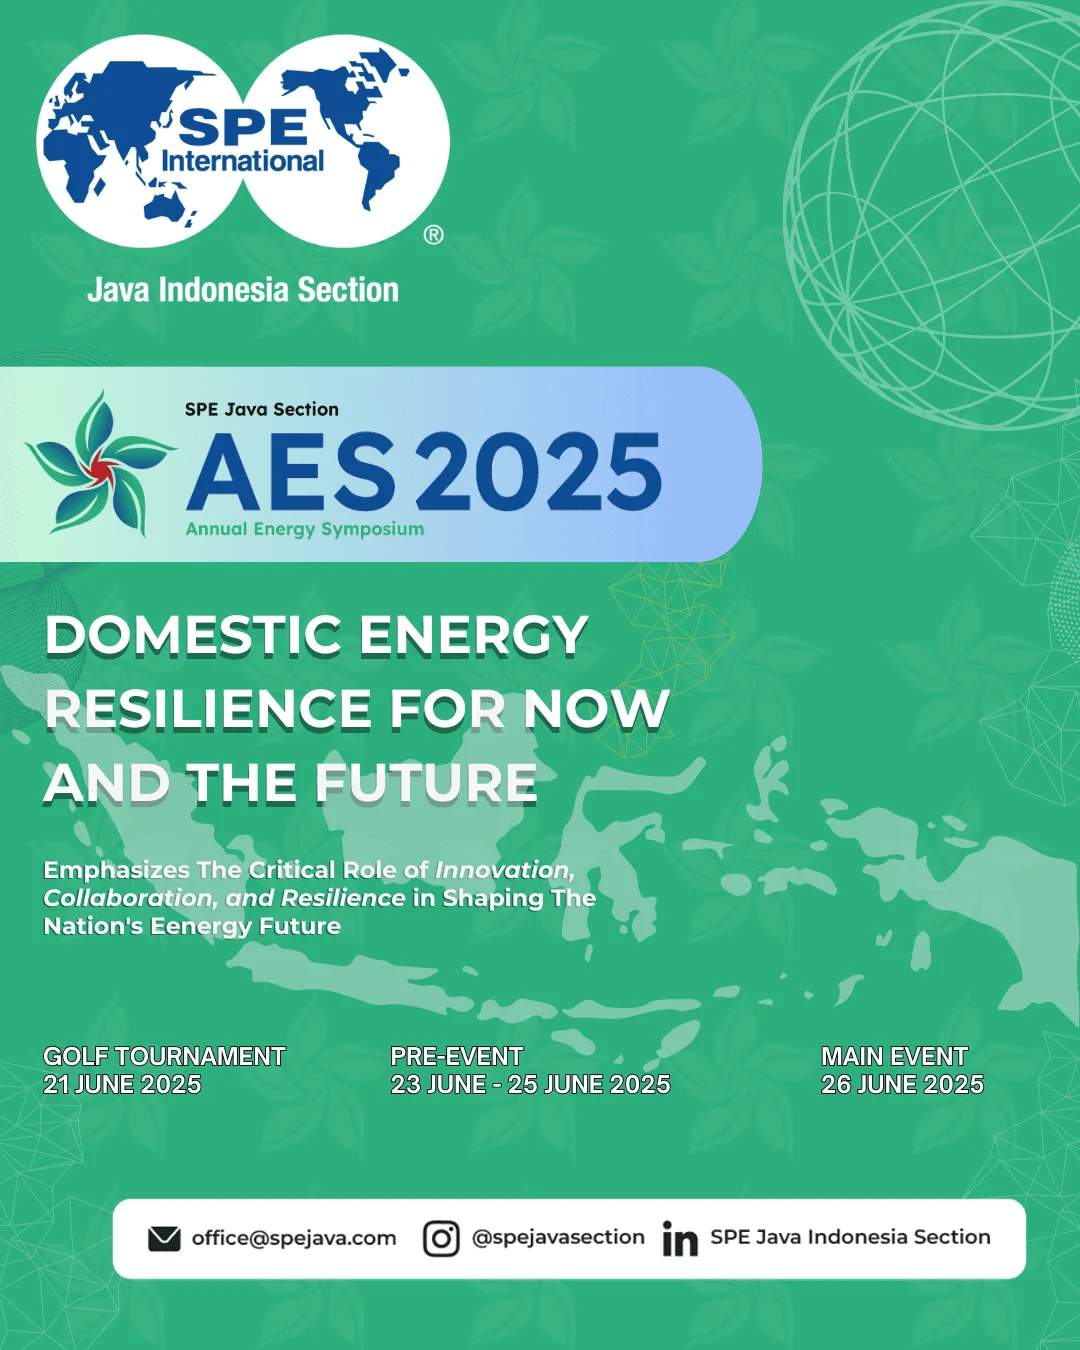 SPE
International
®
Java Indonesia Section
SPE Java Section
AES 2025
Annual Energy Symposium
DOMESTIC ENERGY
RESILIENCE FOR NOW
AND THE FUTURE
Emphasizes The Critical Role of Innovation,
Collaboration, and Resilience in Shaping The
Nation's Eenergy Future
GOLF TOURNAMENT
21 JUNE 2025
PRE-EVENT
23 JUNE - 25 JUNE 2025
MAIN EVENT
26 JUNE 2025
office@spejava.com
@spejavasection
SPE Java Indonesia Section